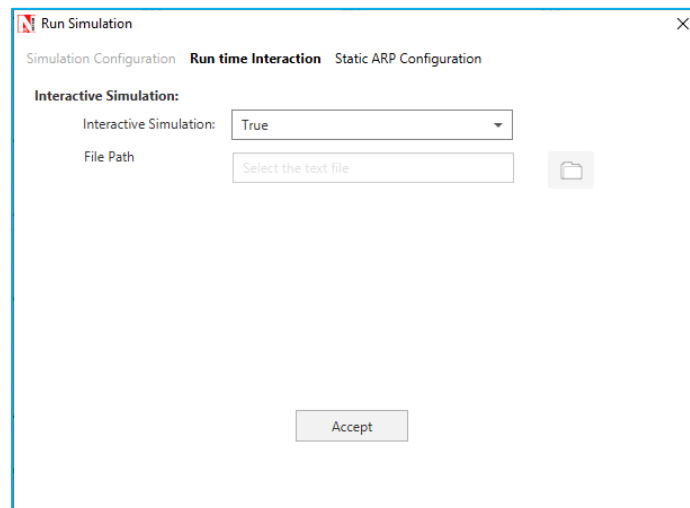 Run Simulation
Simulation Configuration Run time Interaction Static ARP Configuration
Interactive Simulation:
Interactive Simulation: True
File Path Select the text file
Accept